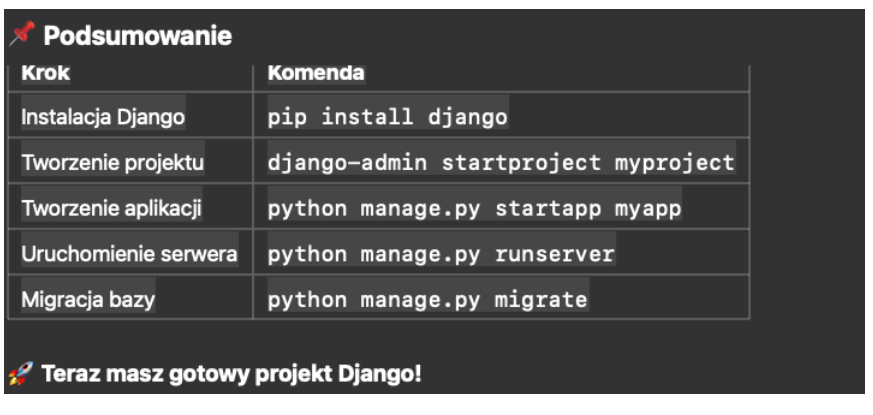 📌 Podsumowanie
Krok Komenda
Instalacja Django pip install django
Tworzenie projektu django-admin startproject myproject
Tworzenie aplikacji python manage.py startapp myapp
Uruchomienie serwera python manage.py runserver
Migracja bazy python manage.py migrate
🚀 Teraz masz gotowy projekt Django!